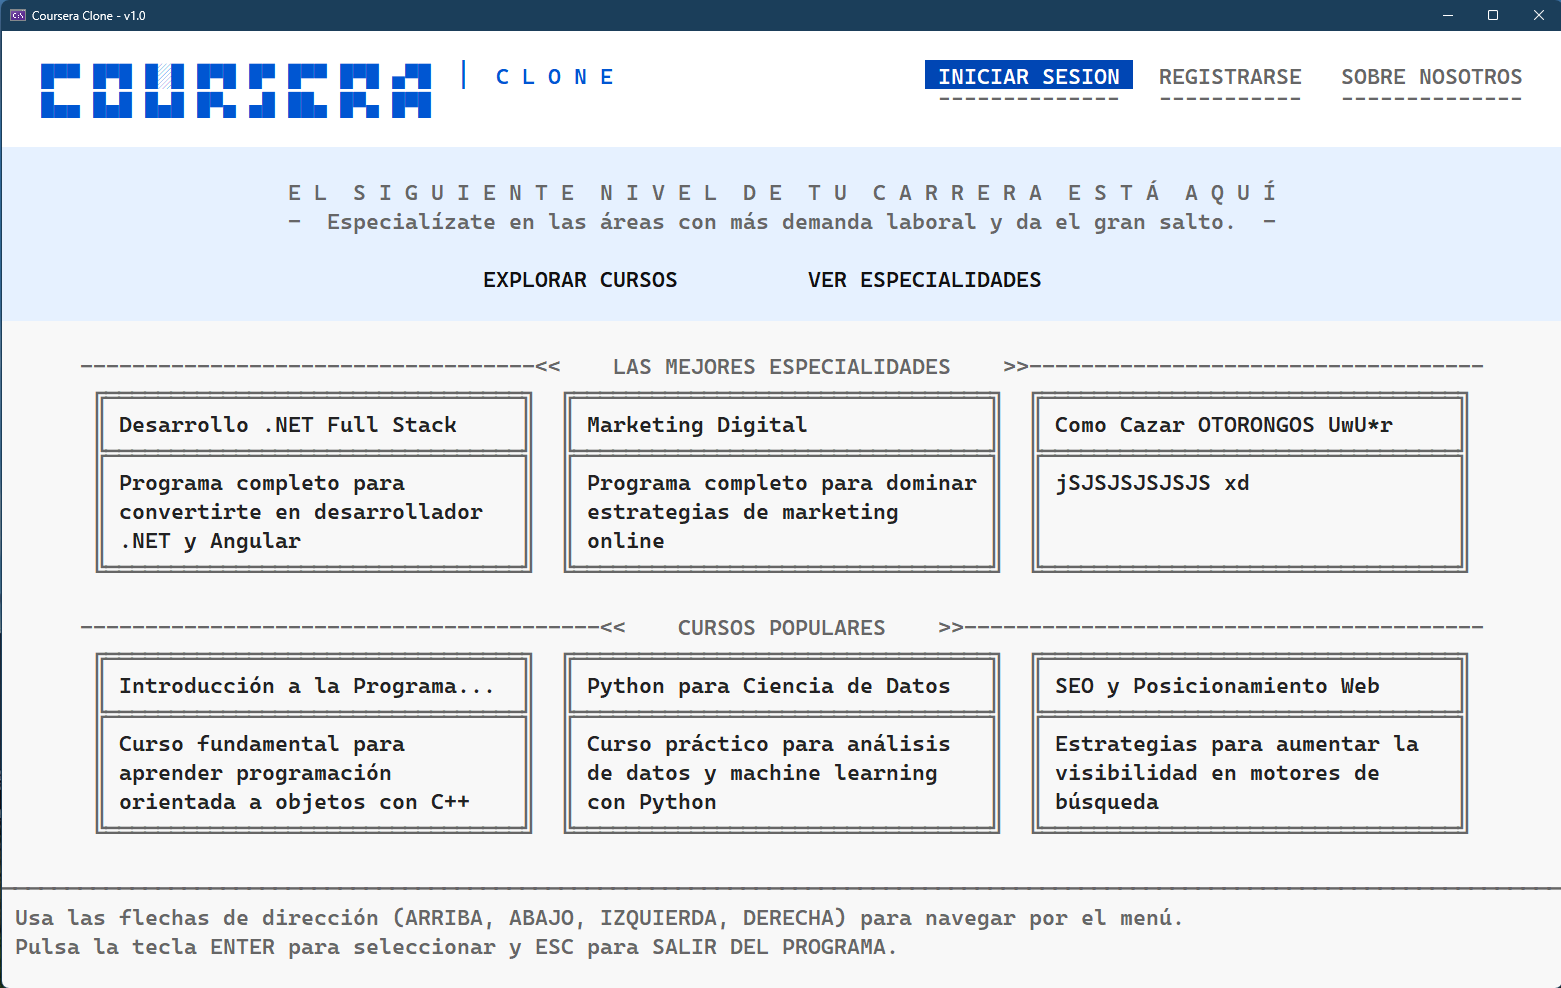 Coursera Clone - v1.0
COURSERA | CLONE
INICIAR SESION REGISTRARSE SOBRE NOSOTROS
EL SIGUIENTE NIVEL DE TU CARRERA ESTÁ AQUÍ
- Especialízate en las áreas con más demanda laboral y da el gran salto. -
EXPLORAR CURSOS VER ESPECIALIDADES
<< LAS MEJORES ESPECIALIDADES >>
Desarrollo .NET Full Stack
Programa completo para
convertirte en desarrollador
.NET y Angular
Marketing Digital
Programa completo para dominar
estrategias de marketing
online
Como Cazar OTORONGOS UwU*r
jSJSJSJSJSJS xd
<< CURSOS POPULARES >>
Introducción a la Programa...
Curso fundamental para
aprender programación
orientada a objetos con C++
Python para Ciencia de Datos
Curso práctico para análisis
de datos y machine learning
con Python
SEO y Posicionamiento Web
Estrategias para aumentar la
visibilidad en motores de
búsqueda
Usa las flechas de dirección (ARRIBA, ABAJO, IZQUIERDA, DERECHA) para navegar por el menú.
Pulsa la tecla ENTER para seleccionar y ESC para SALIR DEL PROGRAMA.